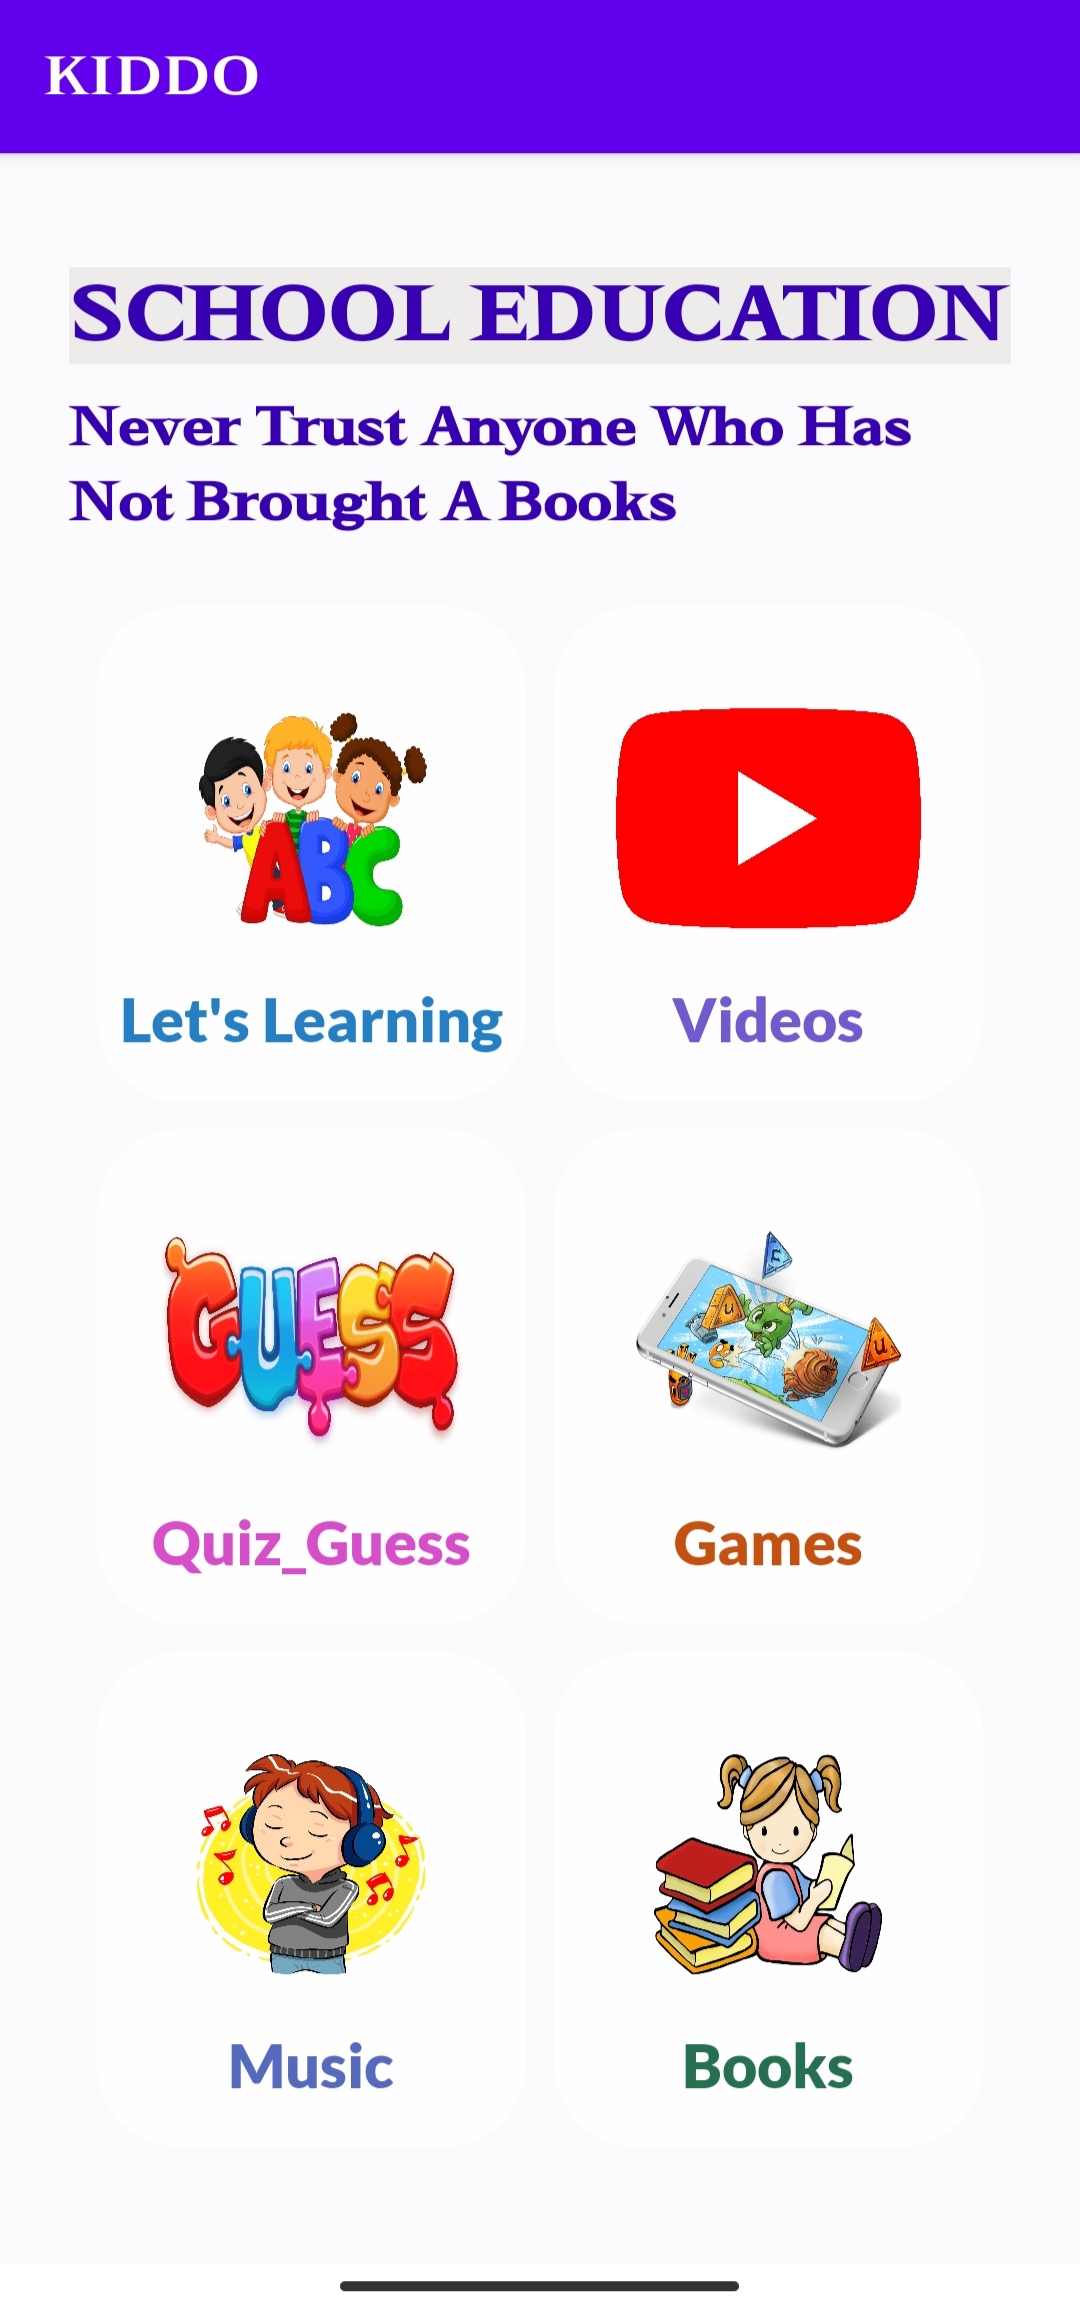 KIDDO
SCHOOL EDUCATION
Never Trust Anyone Who Has
Not Brought A Books
ABC
Let's Learning
Videos
GUESS
Quiz_Guess
Games
Music
Books